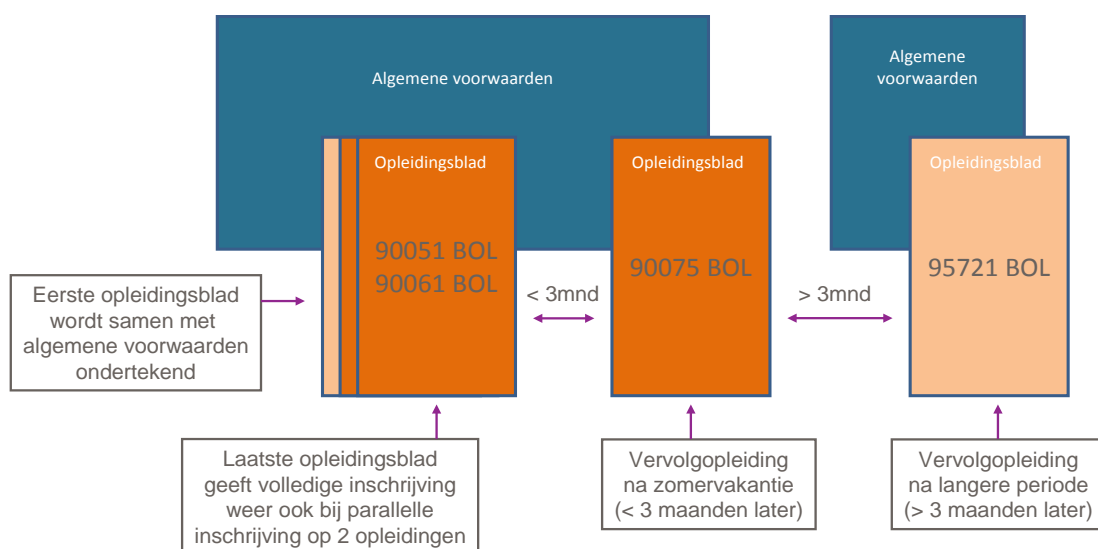 Algemene voorwaarden
Algemene
voorwaarden
Opleidingsblad
Opleidingsblad
Opleidingsblad
90051 BOL
90061 BOL
90075 BOL
95721 BOL
< 3mnd
> 3mnd
Eerste opleidingsblad
wordt samen met
algemene voorwaarden
ondertekend
Laatste opleidingsblad
geeft volledige inschrijving
weer ook bij parallelle
inschrijving op 2 opleidingen
Vervolgopleiding
na zomervakantie
(< 3 maanden later)
Vervolgopleiding
na langere periode
(> 3 maanden later)